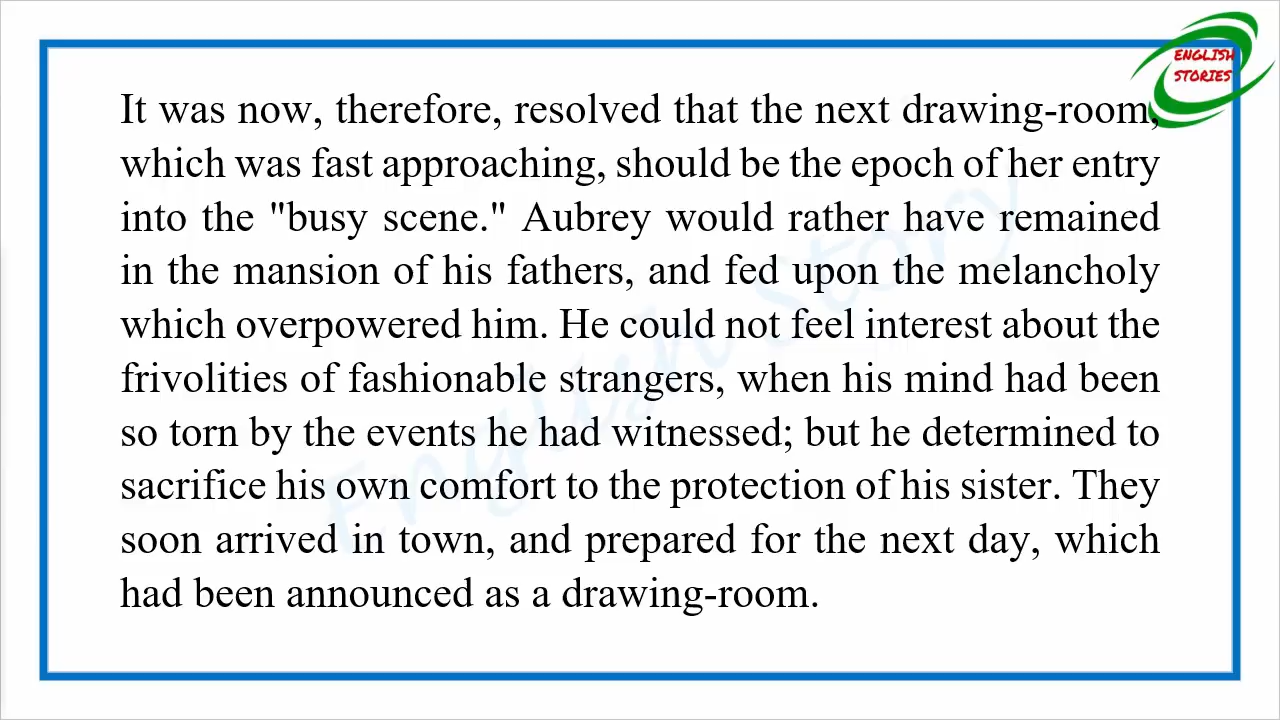 ENGLISH
STORIES
It was now, therefore, resolved that the next drawing-room,
which was fast approaching, should be the epoch of her entry
into the "busy scene." Aubrey would rather have remained
in the mansion of his fathers, and fed upon the melancholy
which overpowered him. He could not feel interest about the
frivolities of fashionable strangers, when his mind had been
so torn by the events he had witnessed; but he determined to
sacrifice his own comfort to the protection of his sister. They
soon arrived in town, and prepared for the next day, which
had been announced as a drawing-room.
English Story